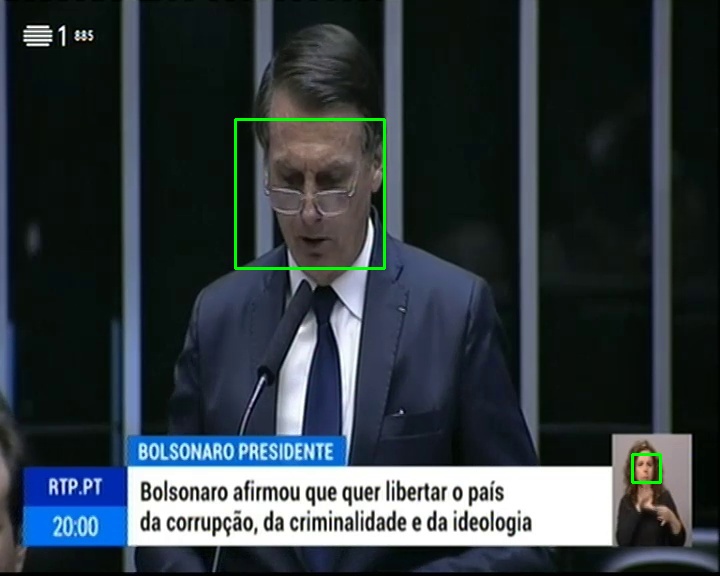 1 885
BOLSONARO PRESIDENTE
RTP.PT
Bolsonaro afirmou que quer libertar o país
20:00
da corrupção, da criminalidade e da ideologia